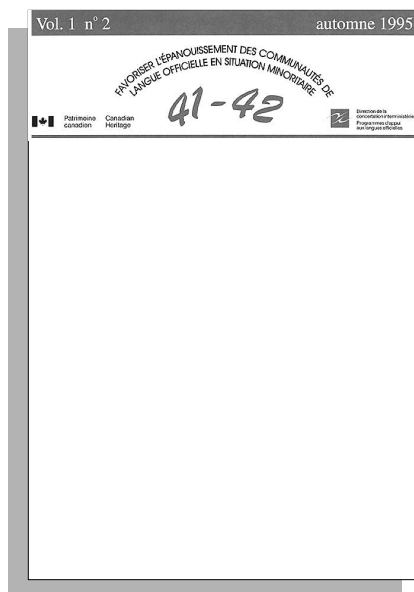 Vol. 1 n° 2 automne 1995
FAVORISER L'ÉPANOUISSEMENT DES COMMUNAUTÉS DE
LANGUE OFFICIELLE EN SITUATION MINORITAIRE
41-42
Patrimoine canadien
Canadian Heritage
Direction de la
concertation interministérielle
Programmes d'appui
aux langues officielles